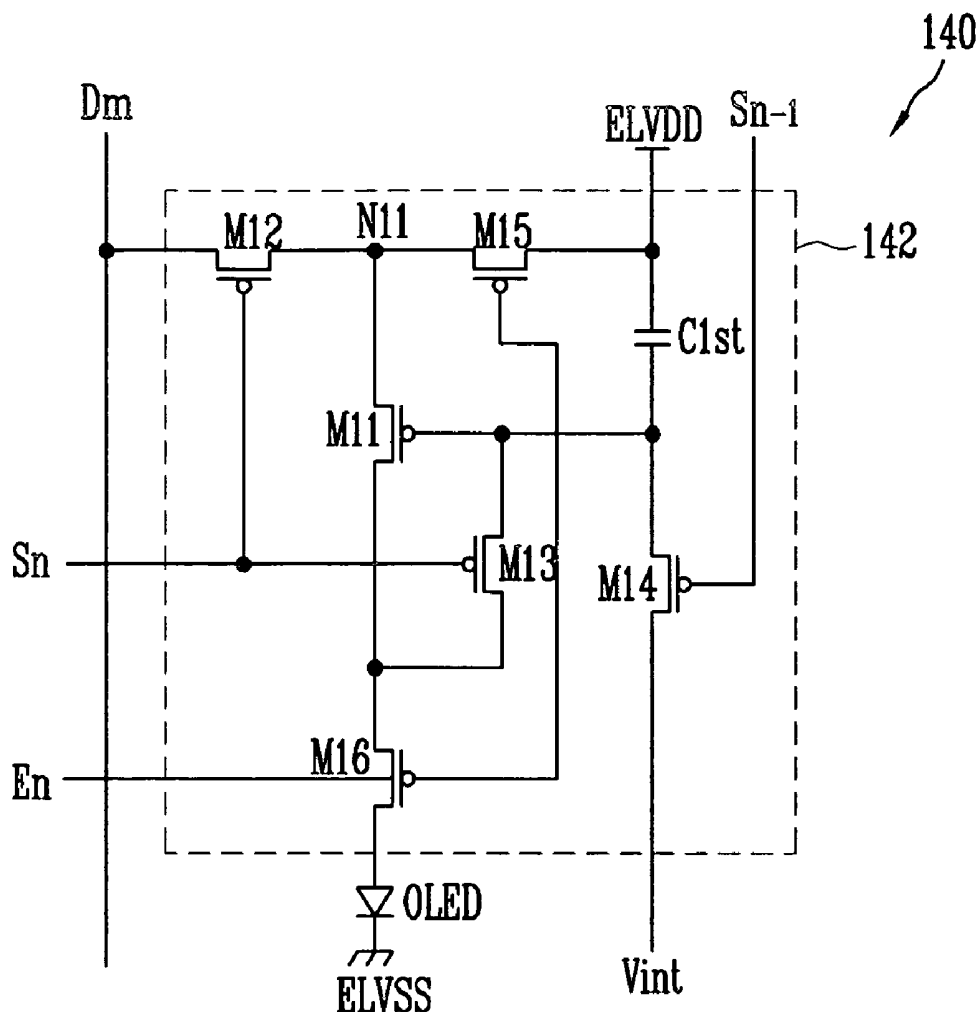 140
Dm
ELVDD
Sn-1
M12
N11
M15
142
C1st
M11
Sn
M13
M14
M16
En
OLED
ELVSS
Vint